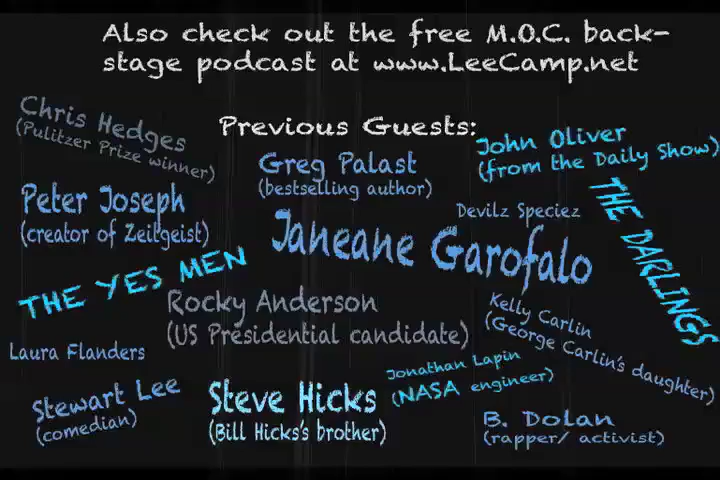 Also check out the free M.O.C. back-
stage podcast at www.LeeCamp.net
Previous Guests:
Chris Hedges
(Pulitzer Prize winner)
Greg Palast
(bestselling author)
John Oliver
(from the Daily Show)
Peter Joseph
(creator of Zeitgeist)
Devilz Speciez
THE DARLINGS
Janeane Garofalo
THE YES MEN
Rocky Anderson
(US Presidential candidate)
Kelly Carlin
(George Carlin's daughter)
Laura Flanders
Jonathan Lapin
(NASA engineer)
Stewart Lee
(comedian)
Steve Hicks
(Bill Hicks's brother)
B. Dolan
(rapper/ activist)